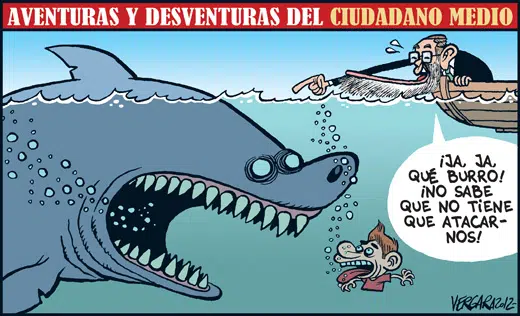 AVENTURAS Y DESVENTURAS DEL CIUDADANO MEDIO
¡JA, JA,
QUÉ BURRO!
¡NO SABE
QUE NO TIENE
QUE ATACAR-
NOS!
VERGARA2012